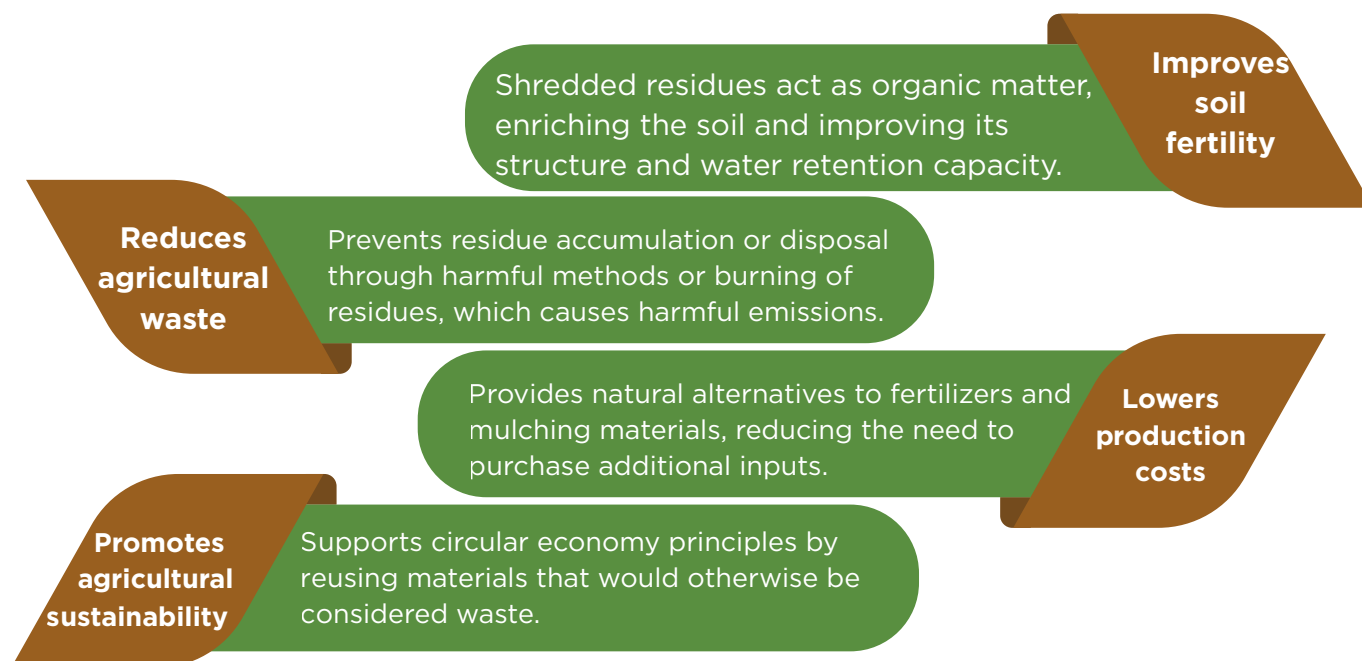 Improves
soil
fertility
Shredded residues act as organic matter,
enriching the soil and improving its
structure and water retention capacity.
Reduces
agricultural
waste
Prevents residue accumulation or disposal
through harmful methods or burning of
residues, which causes harmful emissions.
Lowers
production
costs
Provides natural alternatives to fertilizers and
mulching materials, reducing the need to
purchase additional inputs.
Promotes
agricultural
sustainability
Supports circular economy principles by
reusing materials that would otherwise be
considered waste.